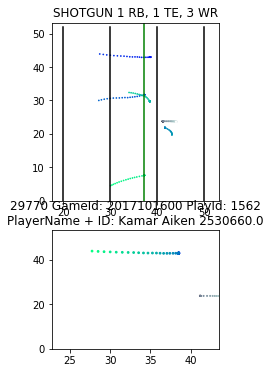 SHOTGUN 1 RB, 1 TE, 3 WR
50
40
30
20
10
0
20 30 40 50
29770 GameId: 2017101600 PlayId: 1562
PlayerName + ID: Kamar Aiken 2530660.0
40
20
0
25 30 35 40